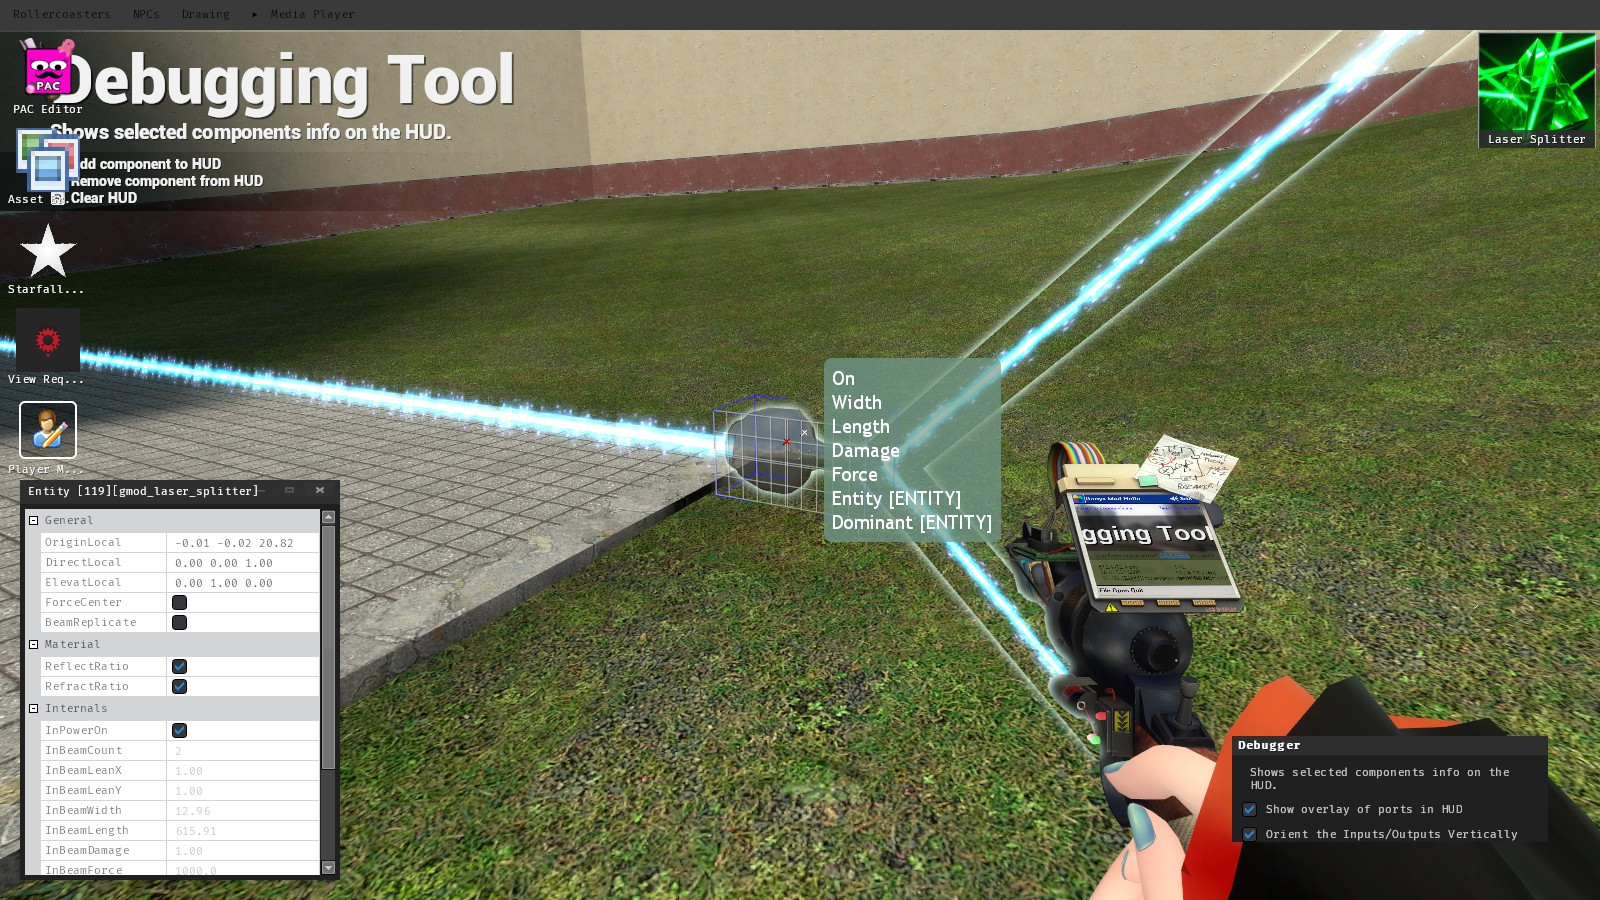 Rollercoasters NPCs Drawing ▸ Media Player
Debugging Tool
Shows selected components info on the HUD.
dd component to HUD
Remove component from HUD
Clear HUD
PAC
PAC Editor
Asset
Starfall...
View Req...
Player M...
Laser Splitter
On
Width
Length
Damage
Force
Entity [ENTITY]
Dominant [ENTITY]
gging Tool
Entity [119][gmod_laser_splitter]
General
OriginLocal -0.01 -0.02 20.82
DirectLocal 0.00 0.00 1.00
ElevatLocal 0.00 1.00 0.00
ForceCenter
BeamReplicate
Material
ReflectRatio
RefractRatio
Internals
InPowerOn
InBeamCount 2
InBeamLeanX 1.00
InBeamLeanY 1.00
InBeamWidth 12.96
InBeamLength 615.91
InBeamDamage 1.00
InBeamForce 1000.0
Debugger
Shows selected components info on the
HUD.
Show overlay of ports in HUD
Orient the Inputs/Outputs Vertically